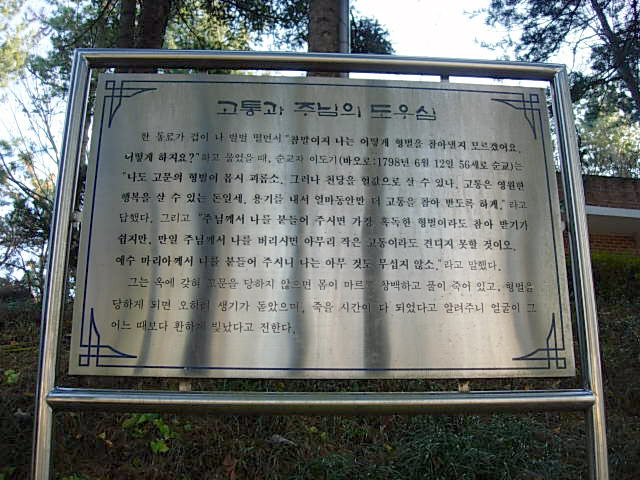 고통과 주님의 도우심
한 동료가 겁이 나 벌벌 떨면서 "참말이지 나는 어떻게 형벌을 참아낼지 모르겠어요.
너떻게 하지요?"하고 물었을 때, 순교자 이도기(바오로:1798년 6월 12일 56세로 순교)는
"나도 고문의 형벌이 몹시 괴롭소. 그러나 천당을 헐값으로 살 수 있나. 고통은 영원한
행복을 살 수 있는 돈일세. 용기를 내서 얼마동안만 더 고통을 참아 받도록 하게."라고
답했다. 그리고 "주님께서 나를 붙들어 주시면 가장 혹독한 형벌이라도 참아 받기가
쉽지만, 만일 주님께서 나를 버리시면 아무리 작은 고통이라도 견디지 못할 것이오.
예수 마리아께서 나를 붙들어 주시니 나는 아무 것도 무섭지 않소."라고 말했다.
그는 옥에 갇혀 고문을 당하지 않으면 몸이 마르고 창백하고 풀이 죽어 있고, 형벌을
당하게 되면 오히려 생기가 돋았으며, 죽을 시간이 다 되었다고 알려주니 얼굴이 그
어느 때보다 환하게 빛났다고 전한다.